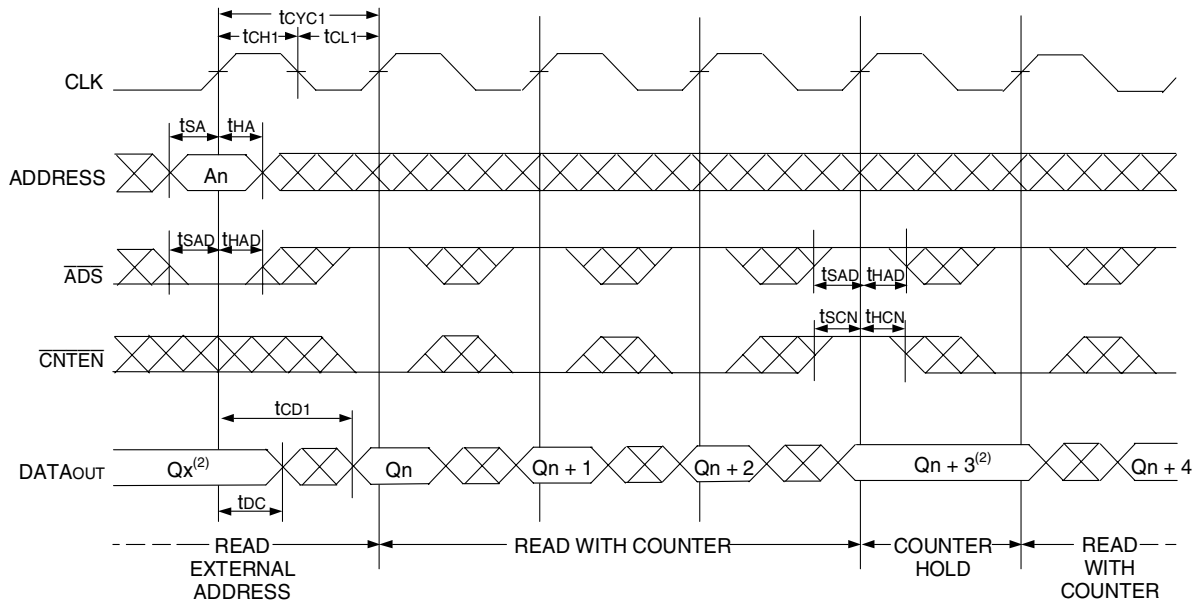 tCYC1
tCH1 tCL1
CLK
tSA tHA
ADDRESS An
tSAD tHAD
ADS
tSAD tHAD
tSCN tHCN
CNTEN
tCD1
DATAOUT Qx(2) Qn Qn + 1 Qn + 2 Qn + 3(2) Qn + 4
tDC
READ EXTERNAL ADDRESS
READ WITH COUNTER
COUNTER HOLD
READ WITH COUNTER